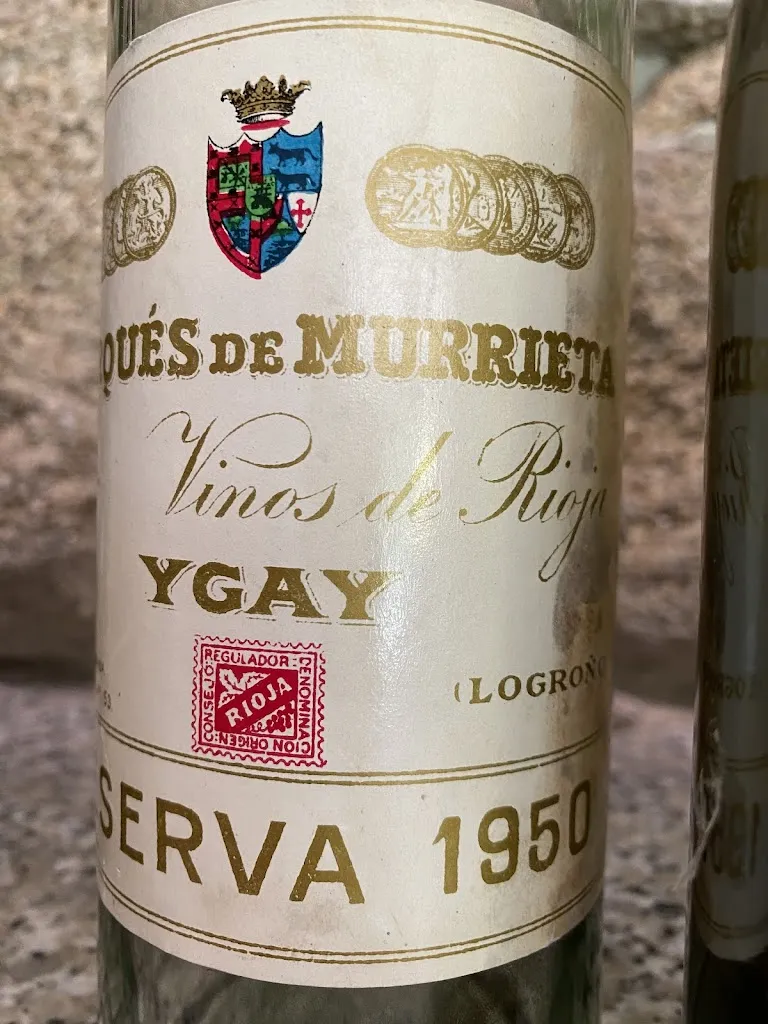 QUÉS DE MURRIETA
Vinos de Rioja
YGAY
CONSEJO REGULADOR DENOMINACION ORIGEN
RIOJA
(LOGROÑO
SERVA 1950